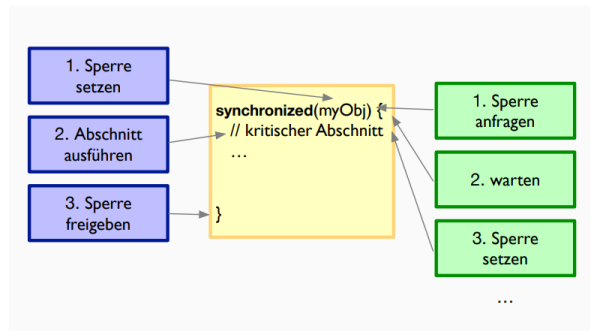 1. Sperre
setzen
2. Abschnitt
ausführen
3. Sperre
freigeben
synchronized(myObj) {
// kritischer Abschnitt
...
}
1. Sperre
anfragen
2. warten
3. Sperre
setzen
...